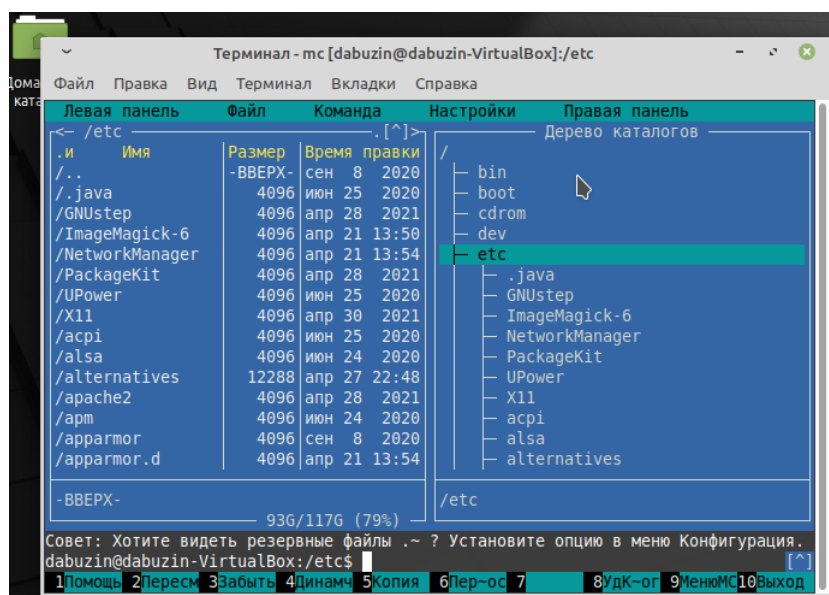 Терминал - mc [dabuzin@dabuzin-VirtualBox]:/etc
Файл Правка Вид Терминал Вкладки Справка
Левая панель Файл Команда Настройки Правая панель
<- /etc .[^]>
.и Имя Размер Время правки
/.. -ВВЕРХ- сен 8 2020
/.java 4096 июн 25 2020
/GNUstep 4096 апр 28 2021
/ImageMagick-6 4096 апр 21 13:50
/NetworkManager 4096 апр 21 13:54
/PackageKit 4096 апр 28 2021
/UPower 4096 июн 25 2020
/X11 4096 апр 30 2021
/acpi 4096 июн 25 2020
/alsa 4096 июн 24 2020
/alternatives 12288 апр 27 22:48
/apache2 4096 апр 28 2021
/apm 4096 июн 24 2020
/apparmor 4096 сен 8 2020
/apparmor.d 4096 апр 21 13:54
-ВВЕРХ-
93G/117G (79%)
Дерево каталогов
/
bin
boot
cdrom
dev
etc
.java
GNUstep
ImageMagick-6
NetworkManager
PackageKit
UPower
X11
acpi
alsa
alternatives
/etc
Совет: Хотите видеть резервные файлы .~ ? Установите опцию в меню Конфигурация.
dabuzin@dabuzin-VirtualBox:/etc$ [^]
1Помощь 2Пересм 3Забыть 4Динамч 5Копия 6Пер~ос 7 8УдК~ог 9МенюМС 10Выход